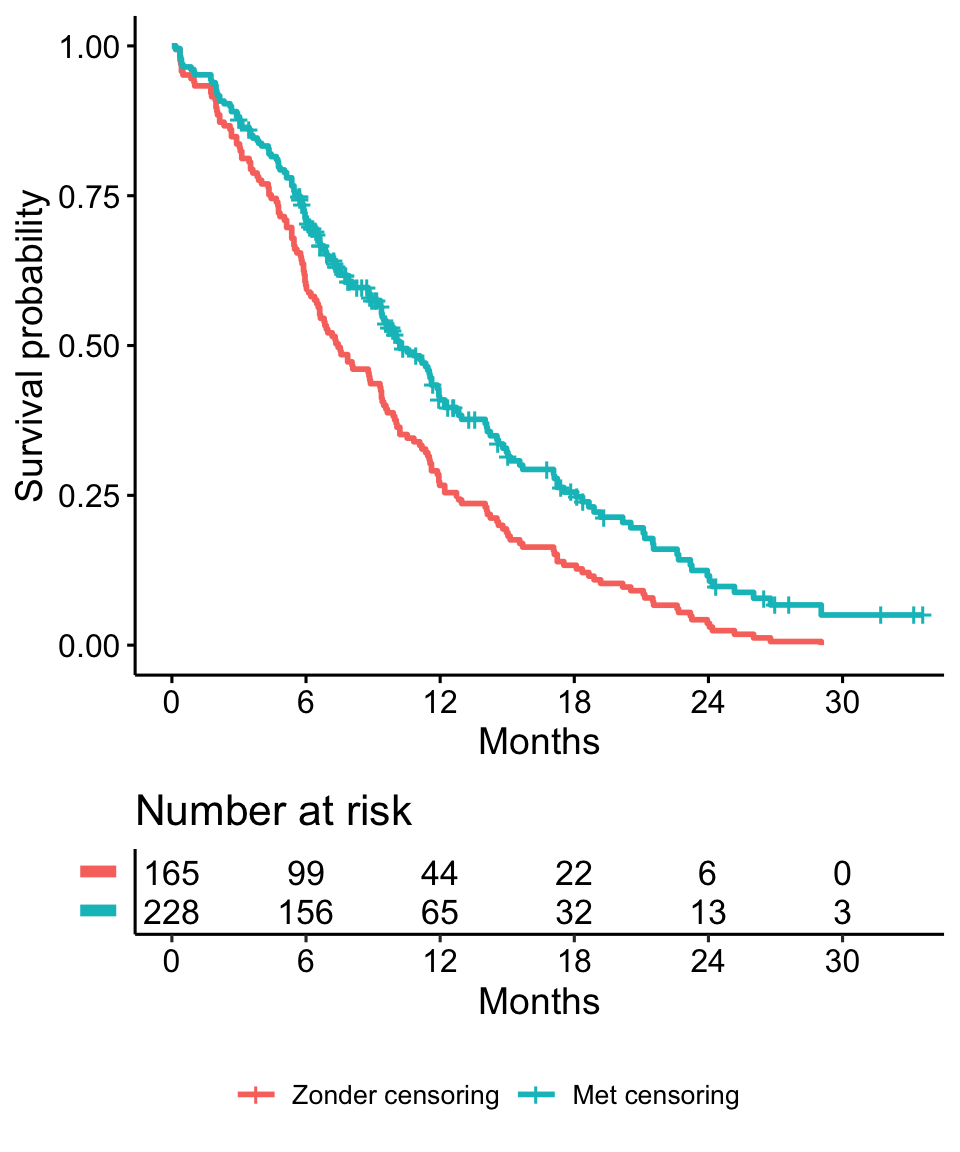 Survival probability
1.00
0.75
0.50
0.25
0.00
0 6 12 18 24 30
Months
Number at risk
165 99 44 22 6 0
228 156 65 32 13 3
0 6 12 18 24 30
Months
Zonder censoring Met censoring